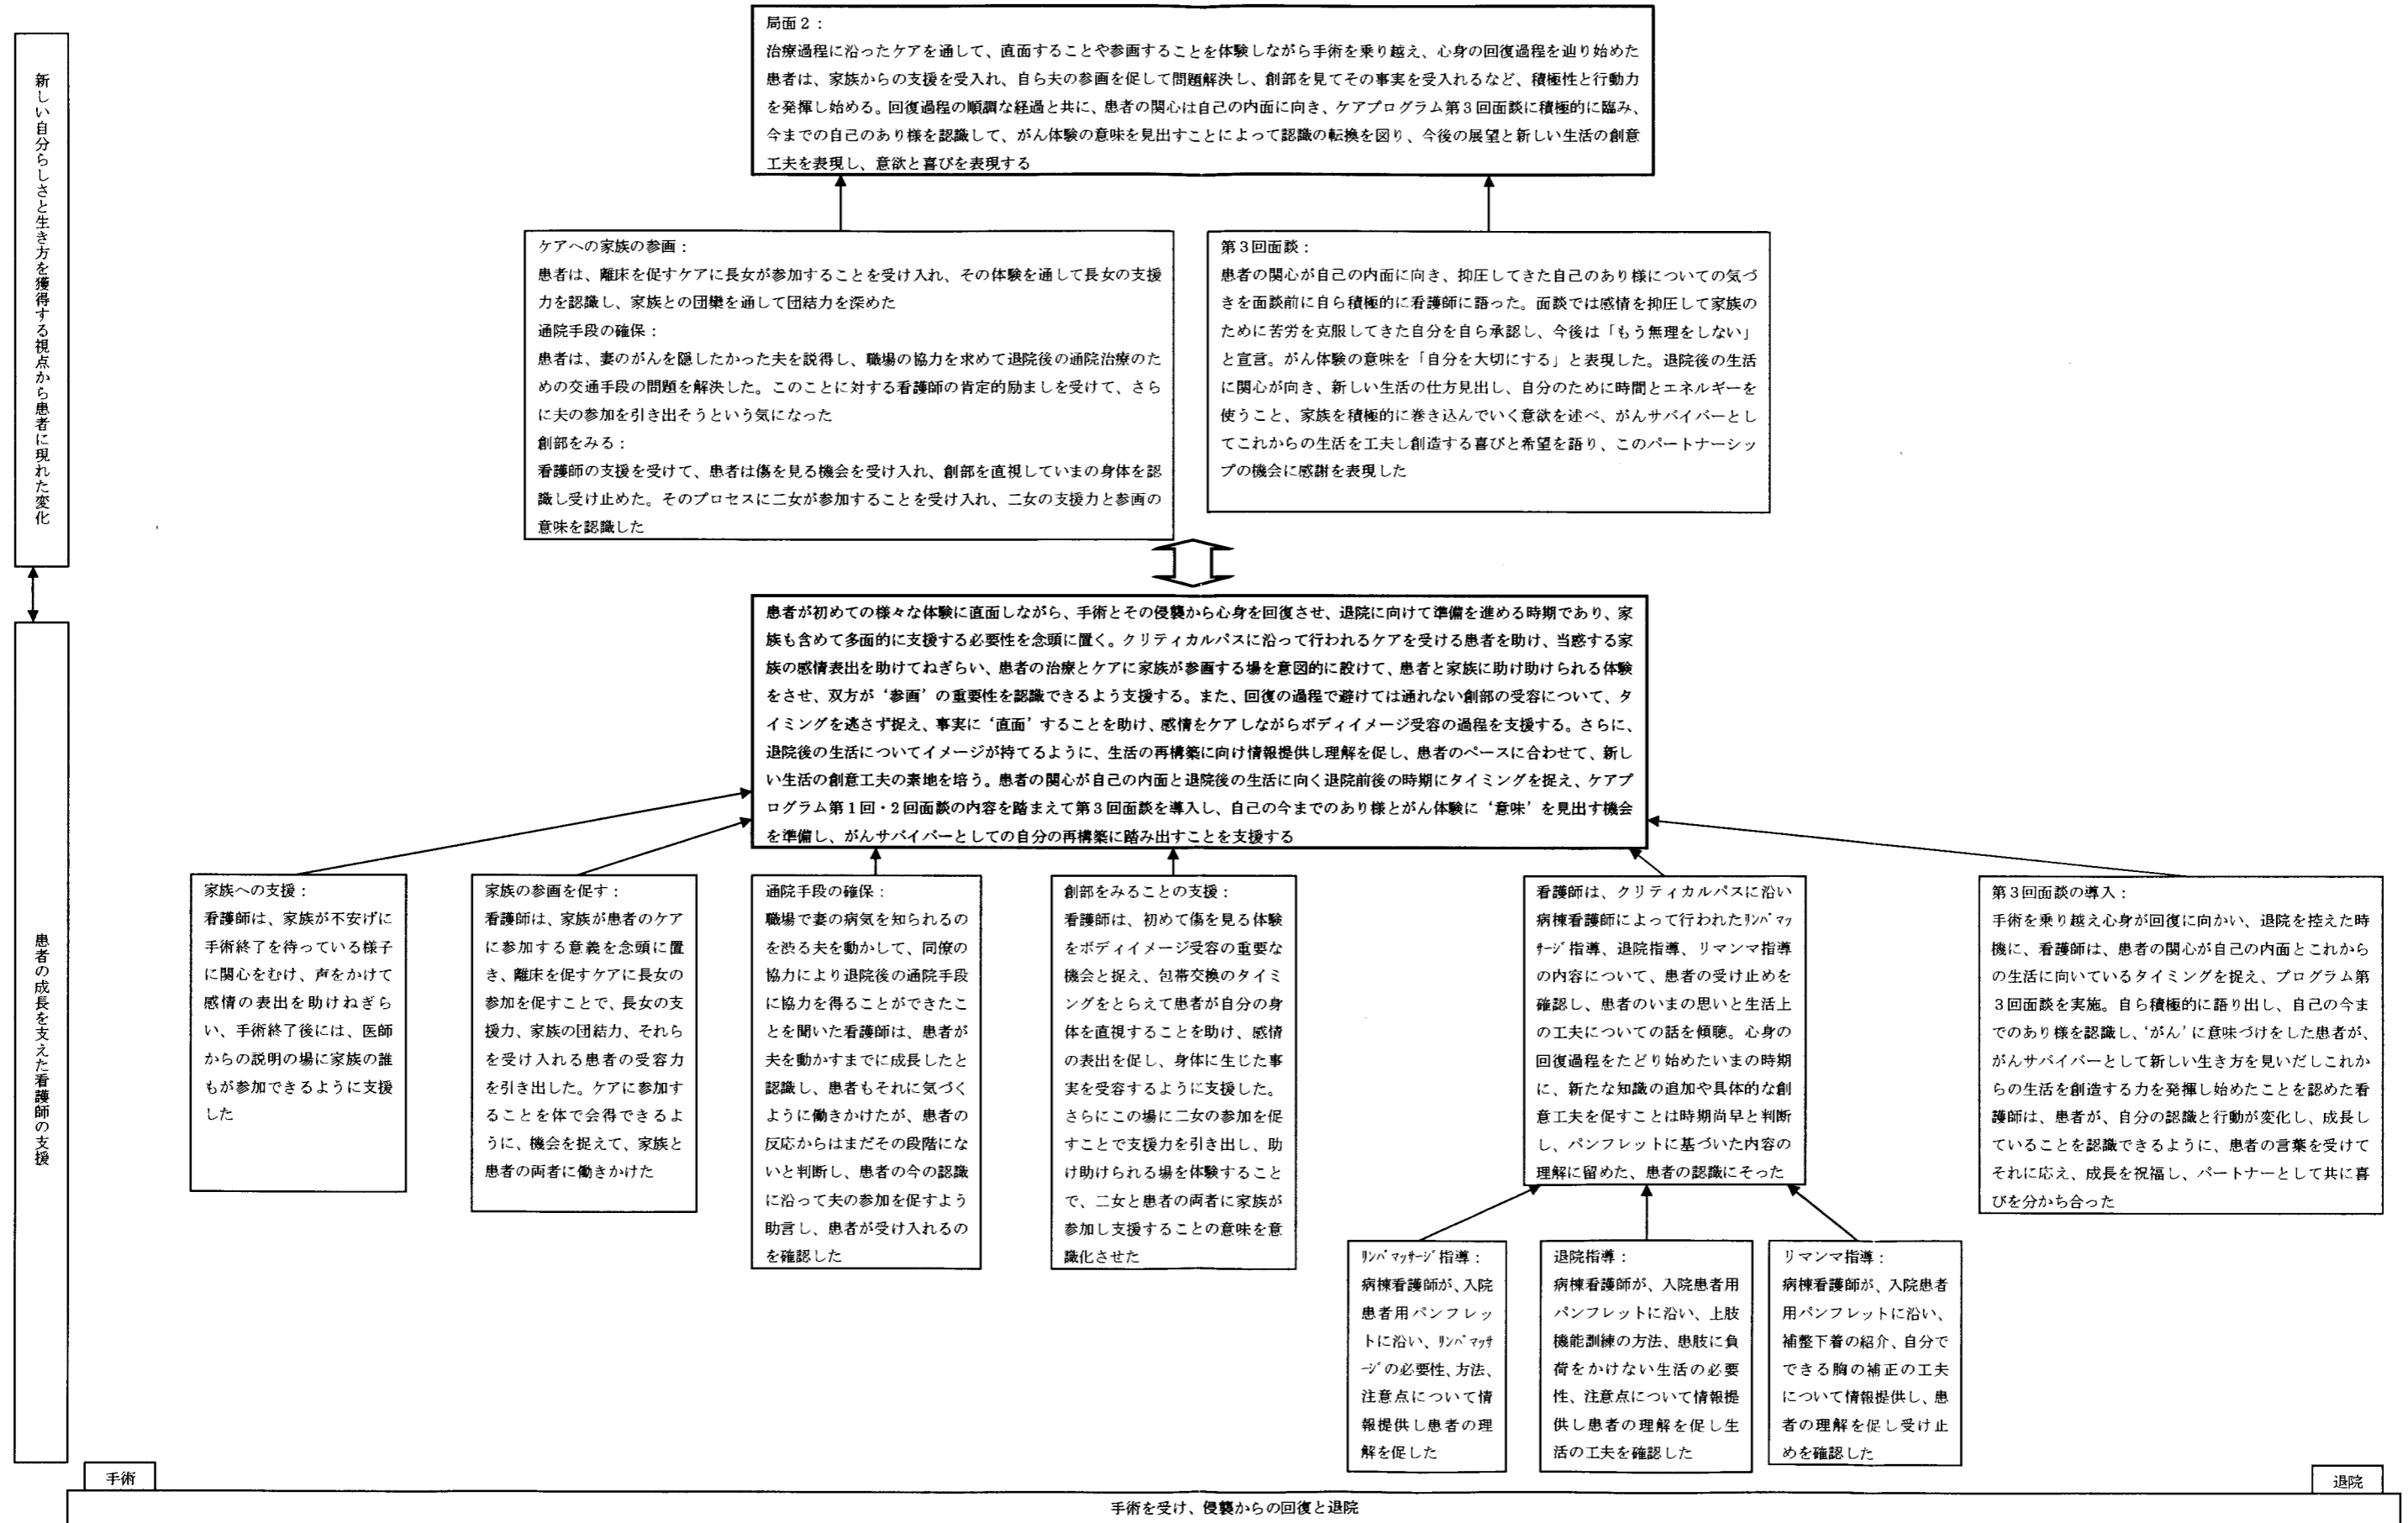 新しい自分らしさと生き方を獲得する視点から患者に現れた変化
局面2：
治療過程に沿ったケアを通して、直面することや参画することを体験しながら手術を乗り越え、心身の回復過程を辿り始めた
患者は、家族からの支援を受入れ、自ら夫の参画を促して問題解決し、創部を見てその事実を受入れるなど、積極性と行動力
を発揮し始める。回復過程の順調な経過と共に、患者の関心は自己の内面に向き、ケアプログラム第3回面談に積極的に臨み、
今までの自己のあり様を認識して、がん体験の意味を見出すことによって認識の転換を図り、今後の展望と新しい生活の創意
工夫を表現し、意欲と喜びを表現する
ケアへの家族の参画：
患者は、離床を促すケアに長女が参加することを受け入れ、その体験を通して長女の支援
力を認識し、家族との団欒を通して団結力を深めた
通院手段の確保：
患者は、妻のがんを隠したかった夫を説得し、職場の協力を求めて退院後の通院治療のた
めの交通手段の問題を解決した。このことに対する看護師の肯定的励ましを受けて、さら
に夫の参加を引き出そうという気になった
創部をみる：
看護師の支援を受けて、患者は傷を見る機会を受け入れ、創部を直視していまの身体を認
識し受け止めた。そのプロセスに二女が参加することを受け入れ、二女の支援力と参画の
意味を認識した
第3回面談：
患者の関心が自己の内面に向き、抑圧してきた自己のあり様についての気づ
きを面談前に自ら積極的に看護師に語った。面談では感情を抑圧して家族の
ために苦労を克服してきた自分を自ら承認し、今後は「もう無理をしない」
と宣言。がん体験の意味を「自分を大切にする」と表現した。退院後の生活
に関心が向き、新しい生活の仕方見出し、自分のために時間とエネルギーを
使うこと、家族を積極的に巻き込んでいく意欲を述べ、がんサバイバーとし
てこれからの生活を工夫し創造する喜びと希望を語り、このパートナーシッ
プの機会に感謝を表現した
患者の成長を支えた看護師の支援
患者が初めての様々な体験に直面しながら、手術とその侵襲から心身を回復させ、退院に向けて準備を進める時期であり、家
族も含めて多面的に支援する必要性を念頭に置く。クリティカルパスに沿って行われるケアを受ける患者を助け、当惑する家
族の感情表出を助けてねぎらい、患者の治療とケアに家族が参画する場を意図的に設けて、患者と家族に助け助けられる体験
をさせ、双方が‘参画’の重要性を認識できるよう支援する。また、回復の過程で避けては通れない創部の受容について、タ
イミングを逃さず捉え、事実に‘直面’することを助け、感情をケアしながらボディイメージ受容の過程を支援する。さらに、
退院後の生活についてイメージが持てるように、生活の再構築に向け情報提供し理解を促し、患者のペースに合わせて、新し
い生活の創意工夫の素地を培う。患者の関心が自己の内面と退院後の生活に向く退院前後の時期にタイミングを捉え、ケアプ
ログラム第1回・2回面談の内容を踏まえて第3回面談を導入し、自己の今までのあり様とがん体験に‘意味’を見出す機会
を準備し、がんサバイバーとしての自分の再構築に踏み出すことを支援する
家族への支援：
看護師は、家族が不安げに
手術終了を待っている様子
に関心をむけ、声をかけて
感情の表出を助けねぎら
い、手術終了後には、医師
からの説明の場に家族の誰
もが参加できるように支援
した
家族の参画を促す：
看護師は、家族が患者のケア
に参加する意義を念頭に置
き、離床を促すケアに長女の
参加を促すことで、長女の支
援力、家族の団結力、それら
を受け入れる患者の受容力
を引き出した。ケアに参加す
ることを体で会得できるよ
うに、機会を捉えて、家族と
患者の両者に働きかけた
通院手段の確保：
職場で妻の病気を知られるの
を渋る夫を動かして、同僚の
協力により退院後の通院手段
に協力を得ることができたこ
とを聞いた看護師は、患者が
夫を動かすまでに成長したと
認識し、患者もそれに気づく
ように働きかけたが、患者の
反応からはまだその段階にな
いと判断し、患者の今の認識
に沿って夫の参加を促すよう
助言し、患者が受け入れるの
を確認した
創部をみることの支援：
看護師は、初めて傷を見る体験
をボディイメージ受容の重要な
機会と捉え、包帯交換のタイミ
ングをとらえて患者が自分の身
体を直視することを助け、感情
の表出を促し、身体に生じた事
実を受容するように支援した。
さらにこの場に二女の参加を促
すことで支援力を引き出し、助
け助けられる場を体験すること
で、二女と患者の両者に家族が
参加し支援することの意味を意
識化させた
看護師は、クリティカルパスに沿い
病棟看護師によって行われたﾘﾝﾊﾟﾏｯ
ｻｰｼﾞ指導、退院指導、リマンマ指導
の内容について、患者の受け止めを
確認し、患者のいまの思いと生活上
の工夫についての話を傾聴。心身の
回復過程をたどり始めたいまの時期
に、新たな知識の追加や具体的な創
意工夫を促すことは時期尚早と判断
し、パンフレットに基づいた内容の
理解に留めた、患者の認識にそった
第3回面談の導入：
手術を乗り越え心身が回復に向かい、退院を控えた時
機に、看護師は、患者の関心が自己の内面とこれから
の生活に向いているタイミングを捉え、プログラム第
3回面談を実施。自ら積極的に語り出し、自己の今ま
でのあり様を認識し、‘がん’に意味づけをした患者が、
がんサバイバーとして新しい生き方を見いだしこれか
らの生活を創造する力を発揮し始めたことを認めた看
護師は、患者が、自分の認識と行動が変化し、成長し
ていることを認識できるように、患者の言葉を受けて
それに応え、成長を祝福し、パートナーとして共に喜
びを分かち合った
ﾘﾝﾊﾟﾏｯｻｰｼﾞ指導：
病棟看護師が、入院
患者用パンフレッ
トに沿い、ﾘﾝﾊﾟﾏｯｻ
ｰｼﾞの必要性、方法、
注意点について情
報提供し患者の理
解を促した
退院指導：
病棟看護師が、入院患者用
パンフレットに沿い、上肢
機能訓練の方法、患肢に負
荷をかけない生活の必要
性、注意点について情報提
供し患者の理解を促し生
活の工夫を確認した
リマンマ指導：
病棟看護師が、入院患者
用パンフレットに沿い、
補整下着の紹介、自分で
できる胸の補正の工夫
について情報提供し、患
者の理解を促し受け止
めを確認した
手術
退院
手術を受け、侵襲からの回復と退院